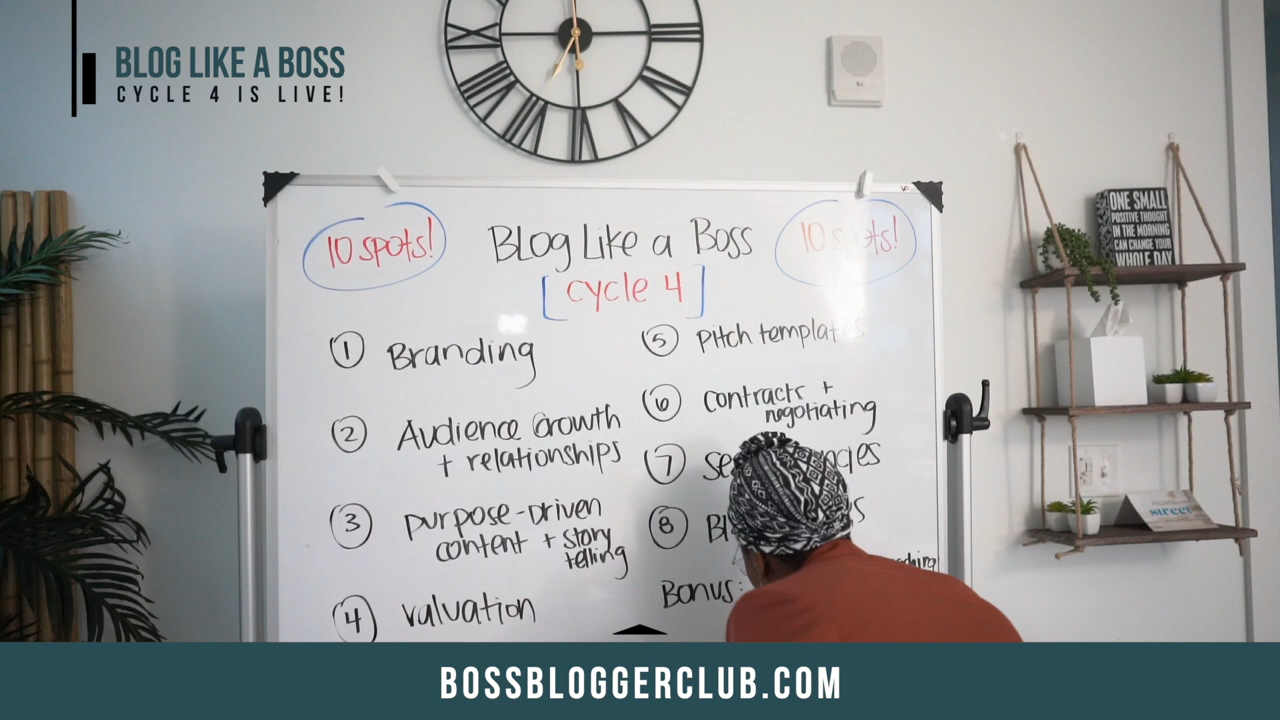 BLOG LIKE A BOSS
CYCLE 4 IS LIVE!
10 spots!
Blog Like a Boss
10 spots!
[cycle 4]
1 Branding
2 Audience Growth
+ relationships
3 purpose-driven
content + story
telling
4 valuation
5 pitch templates
6 contracts +
negotiating
7
8
Bonus:
ONE SMALL
POSITIVE THOUGHT
IN THE MORNING
CAN CHANGE YOUR
WHOLE DAY
BOSSBLOGGERCLUB.COM